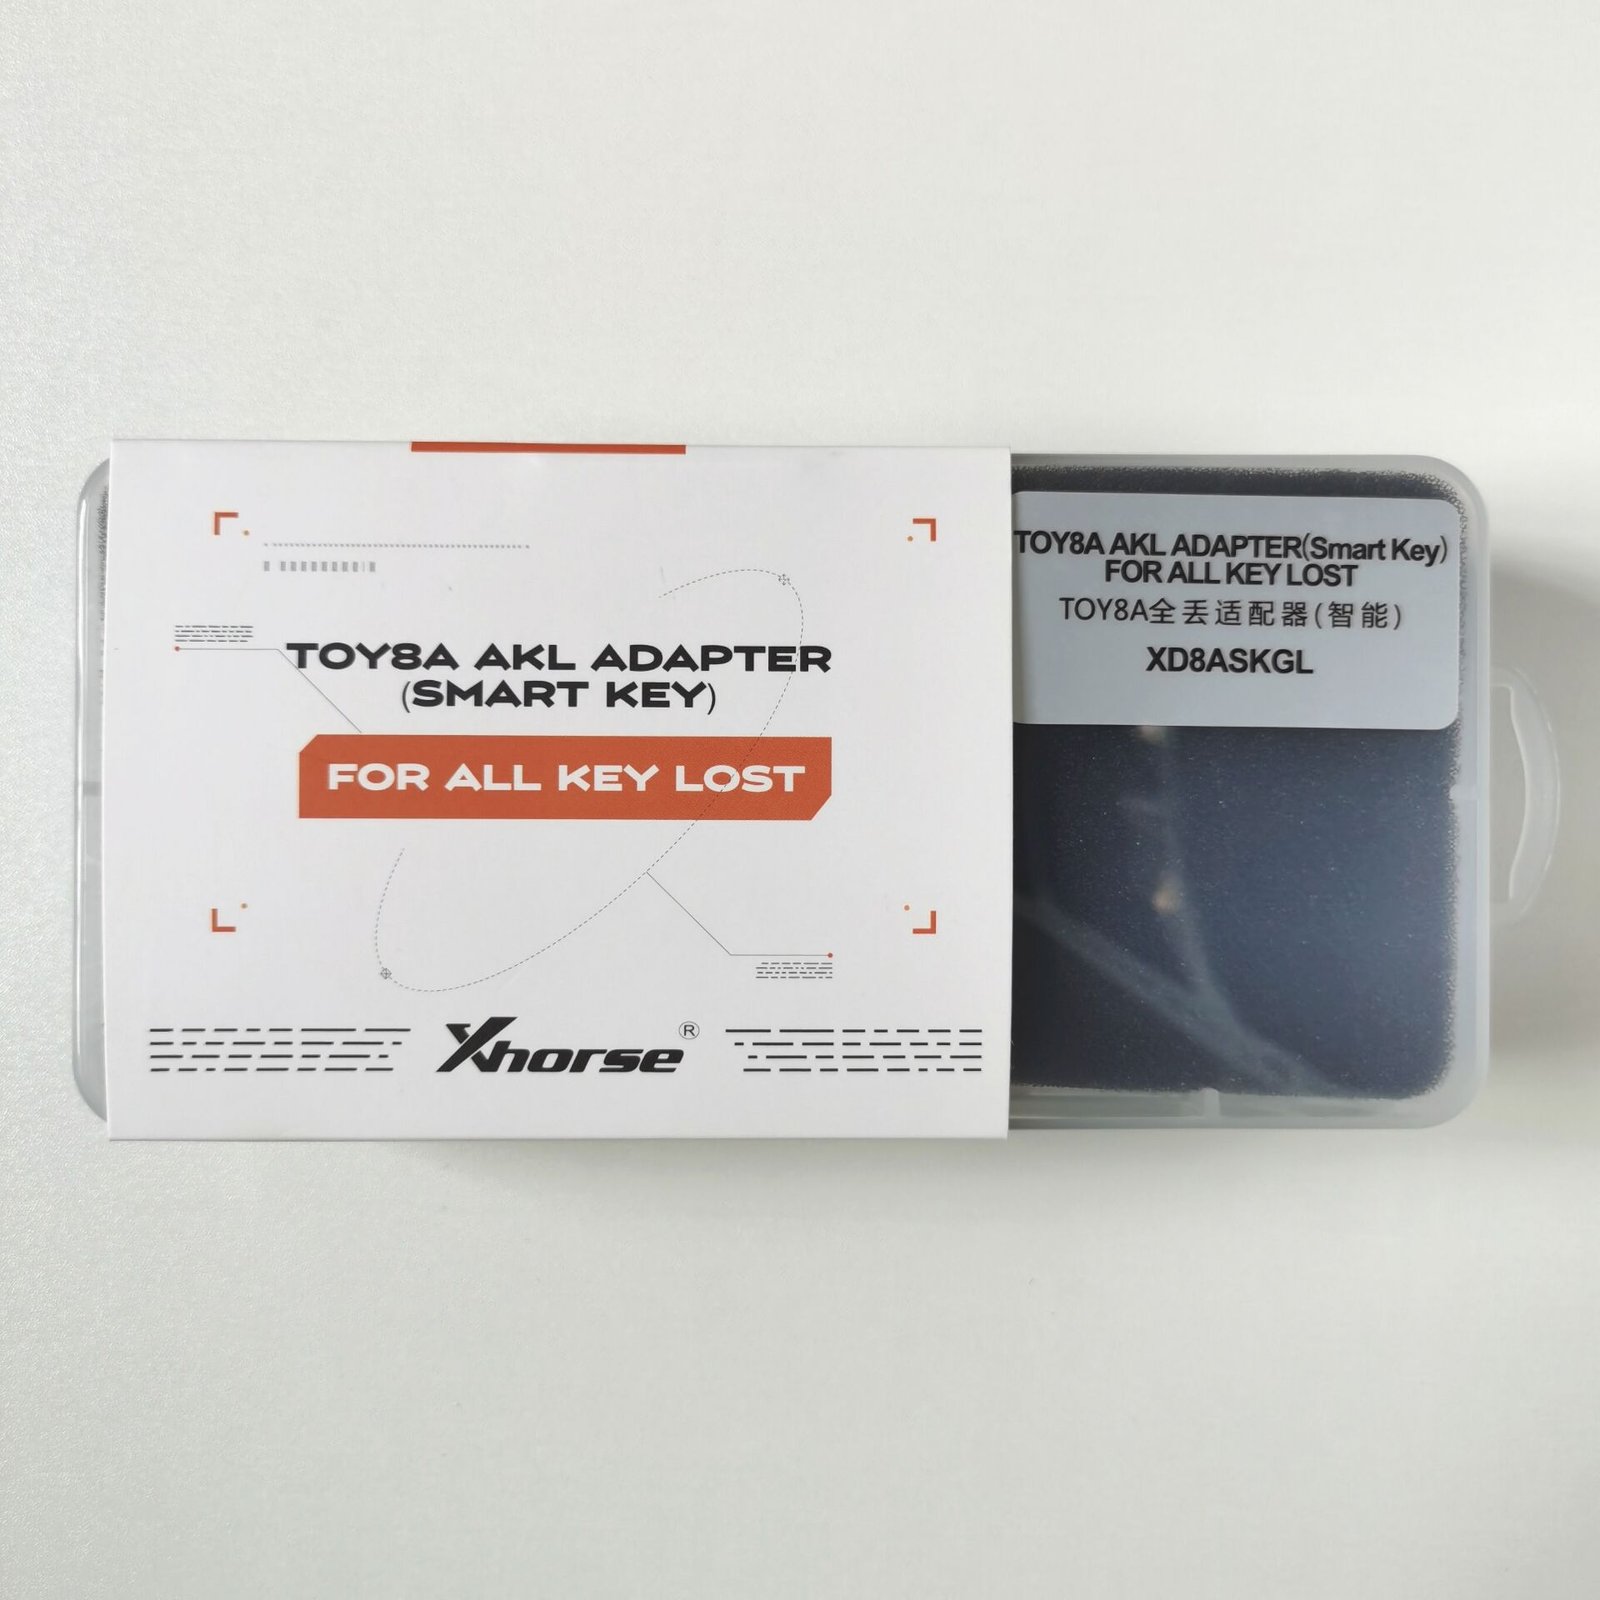 TOY8A AKL ADAPTER
(SMART KEY)
FOR ALL KEY LOST
Xhorse®
TOY8A AKL ADAPTER(Smart Key)
FOR ALL KEY LOST
TOY8A全丢适配器(智能)
XD8ASKGL